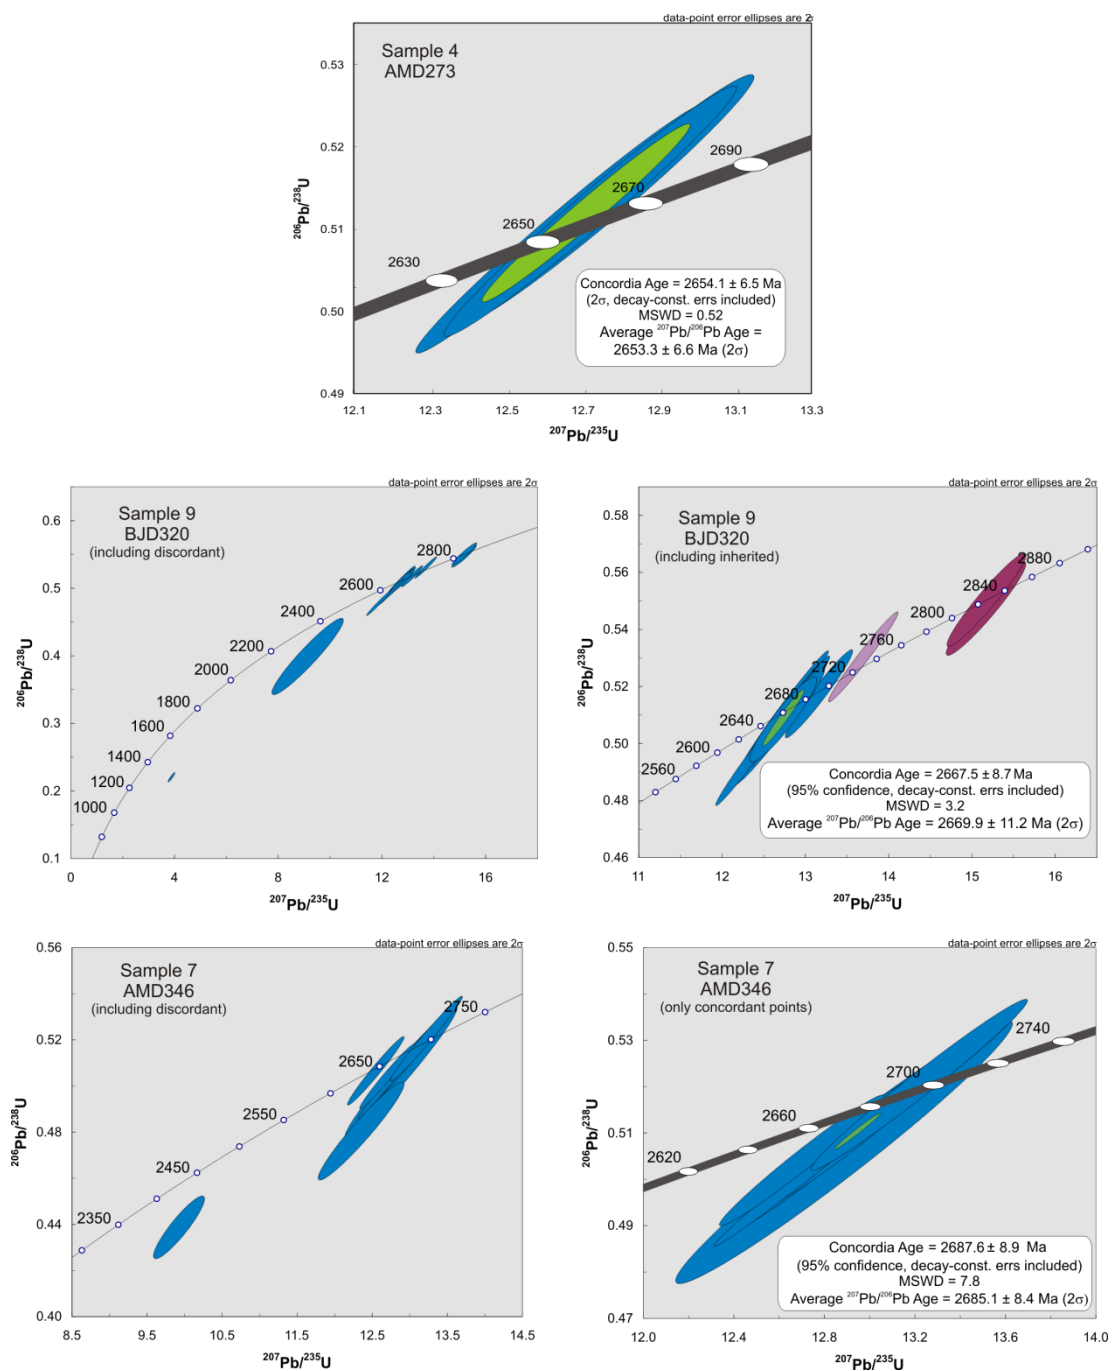 data-point error ellipses are 2σ
Sample 4
AMD273
0.53
0.52
0.51
0.50
0.49
²⁰⁶Pb/²³⁸U
2630
2650
2670
2690
Concordia Age = 2654.1 ± 6.5 Ma
(2σ, decay-const. errs included)
MSWD = 0.52
Average ²⁰⁷Pb/²⁰⁶Pb Age =
2653.3 ± 6.6 Ma (2σ)
12.1 12.3 12.5 12.7 12.9 13.1 13.3
²⁰⁷Pb/²³⁵U
data-point error ellipses are 2σ
Sample 9
BJD320
(including discordant)
0.6
0.5
0.4
0.3
0.2
0.1
²⁰⁶Pb/²³⁸U
1000
1200
1400
1600
1800
2000
2200
2400
2600
2800
0 4 8 12 16
²⁰⁷Pb/²³⁵U
data-point error ellipses are 2σ
Sample 9
BJD320
(including inherited)
0.58
0.56
0.54
0.52
0.50
0.48
0.46
²⁰⁶Pb/²³⁸U
2560
2600
2640
2680
2720
2760
2800
2840
2880
Concordia Age = 2667.5 ± 8.7 Ma
(95% confidence, decay-const. errs included)
MSWD = 3.2
Average ²⁰⁷Pb/²⁰⁶Pb Age = 2669.9 ± 11.2 Ma (2σ)
11 12 13 14 15 16
²⁰⁷Pb/²³⁵U
data-point error ellipses are 2σ
Sample 7
AMD346
(including discordant)
0.56
0.52
0.48
0.44
0.40
²⁰⁶Pb/²³⁸U
2350
2450
2550
2650
2750
8.5 9.5 10.5 11.5 12.5 13.5 14.5
²⁰⁷Pb/²³⁵U
data-point error ellipses are 2σ
Sample 7
AMD346
(only concordant points)
0.55
0.53
0.51
0.49
0.47
²⁰⁶Pb/²³⁸U
2620
2660
2700
2740
Concordia Age = 2687.6 ± 8.9 Ma
(95% confidence, decay-const. errs included)
MSWD = 7.8
Average ²⁰⁷Pb/²⁰⁶Pb Age = 2685.1 ± 8.4 Ma (2σ)
12.0 12.4 12.8 13.2 13.6 14.0
²⁰⁷Pb/²³⁵U